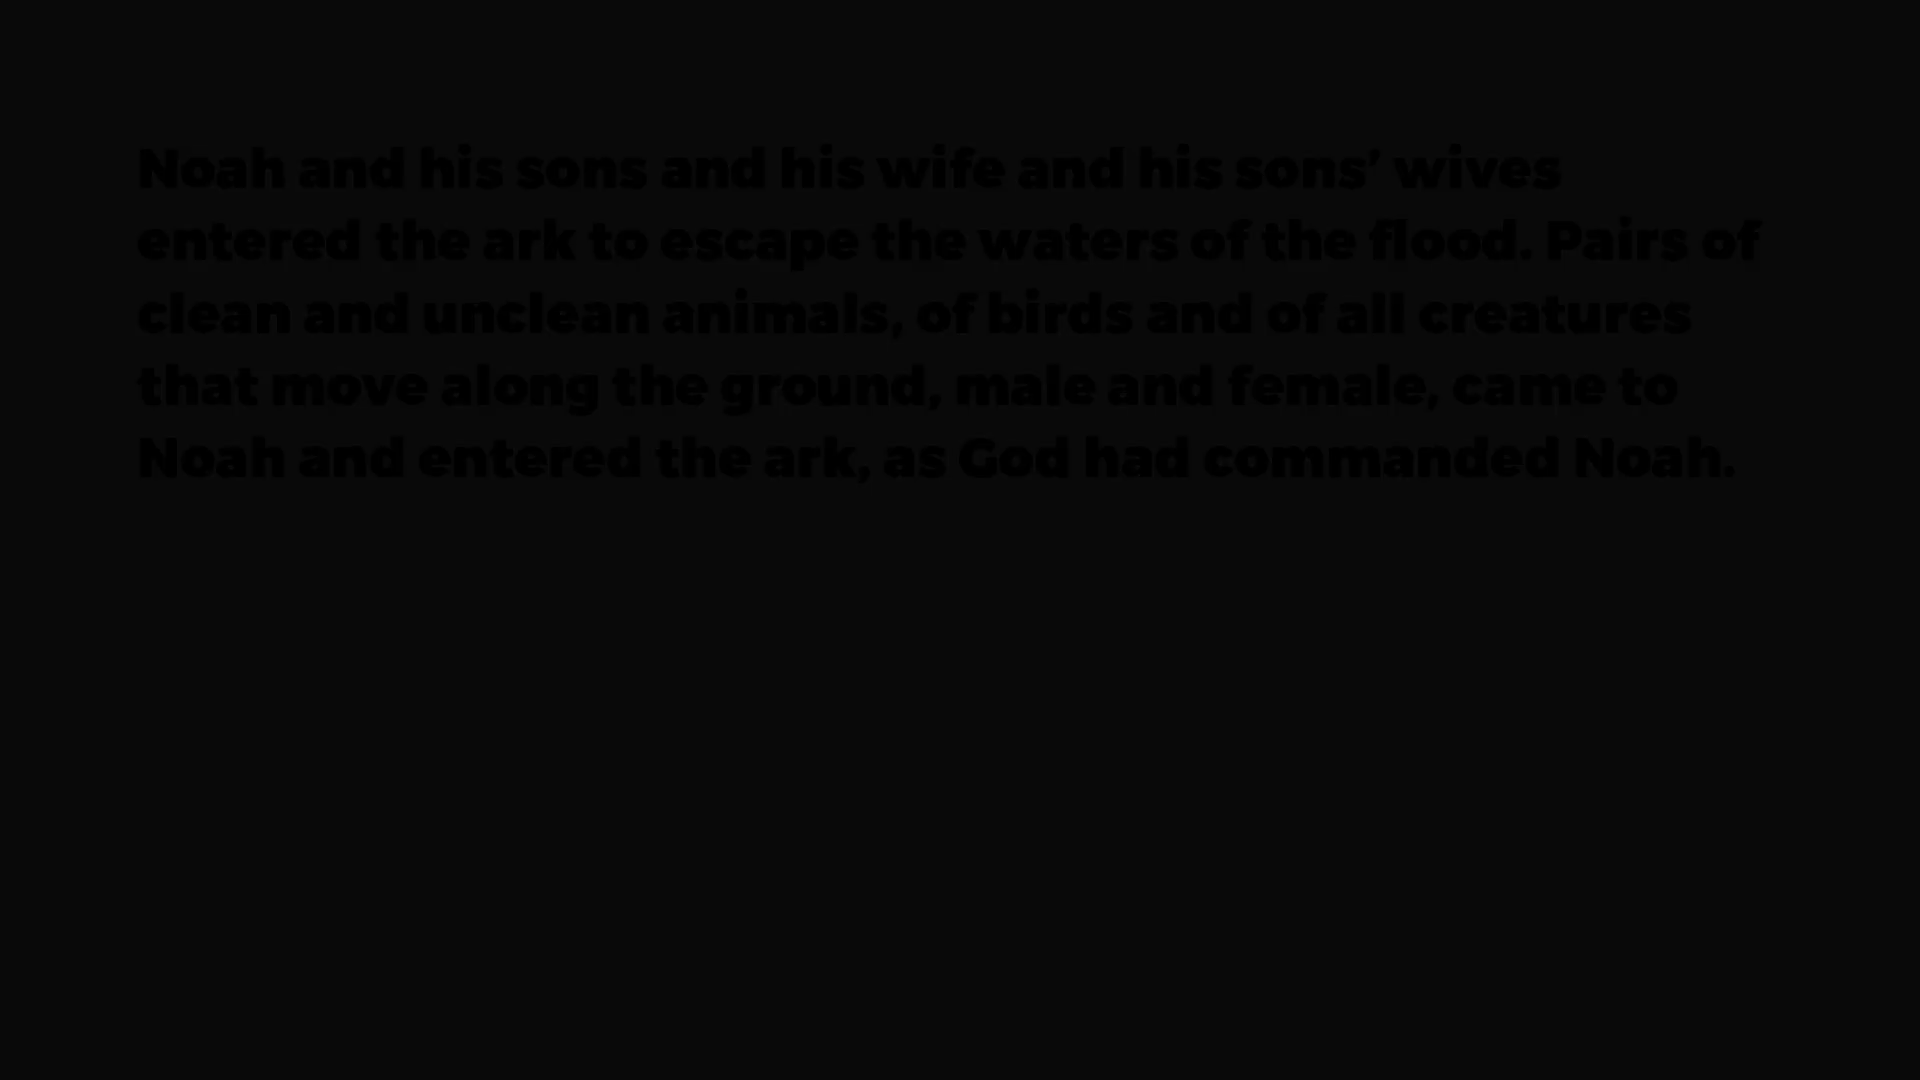 Noah and his sons and his wife and his sons’ wives
entered the ark to escape the waters of the flood. Pairs of
clean and unclean animals, of birds and of all creatures
that move along the ground, male and female, came to
Noah and entered the ark, as God had commanded Noah.